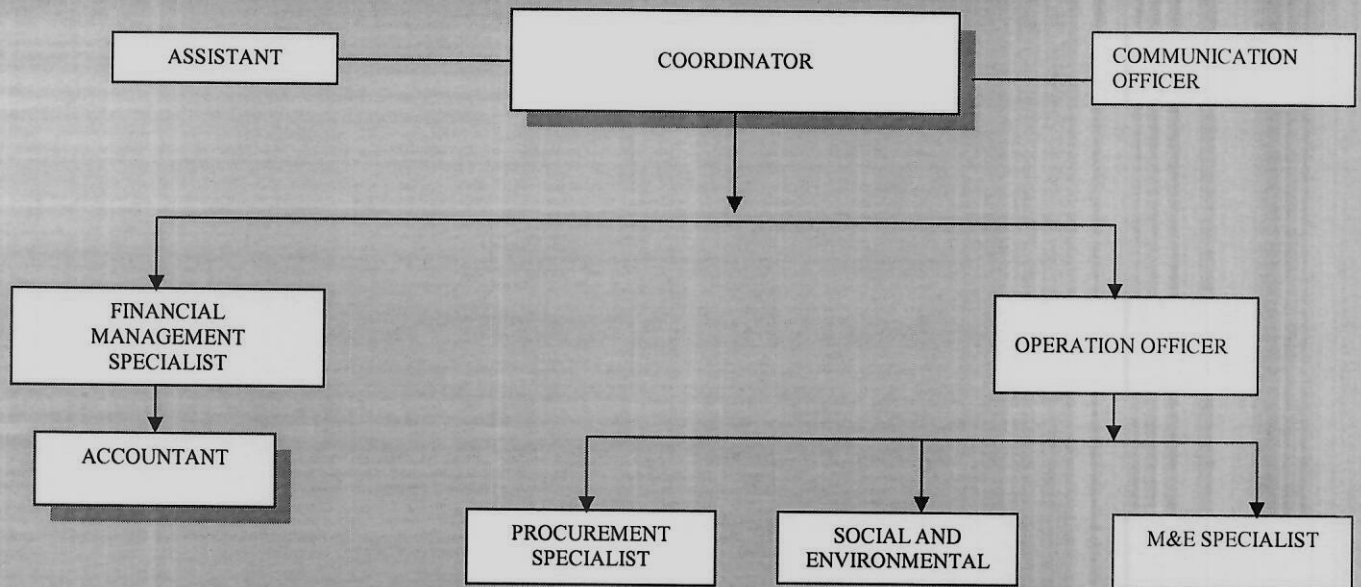 ASSISTANT
COORDINATOR
COMMUNICATION
OFFICER
FINANCIAL
MANAGEMENT
SPECIALIST
OPERATION OFFICER
ACCOUNTANT
PROCUREMENT
SPECIALIST
SOCIAL AND
ENVIRONMENTAL
M&E SPECIALIST